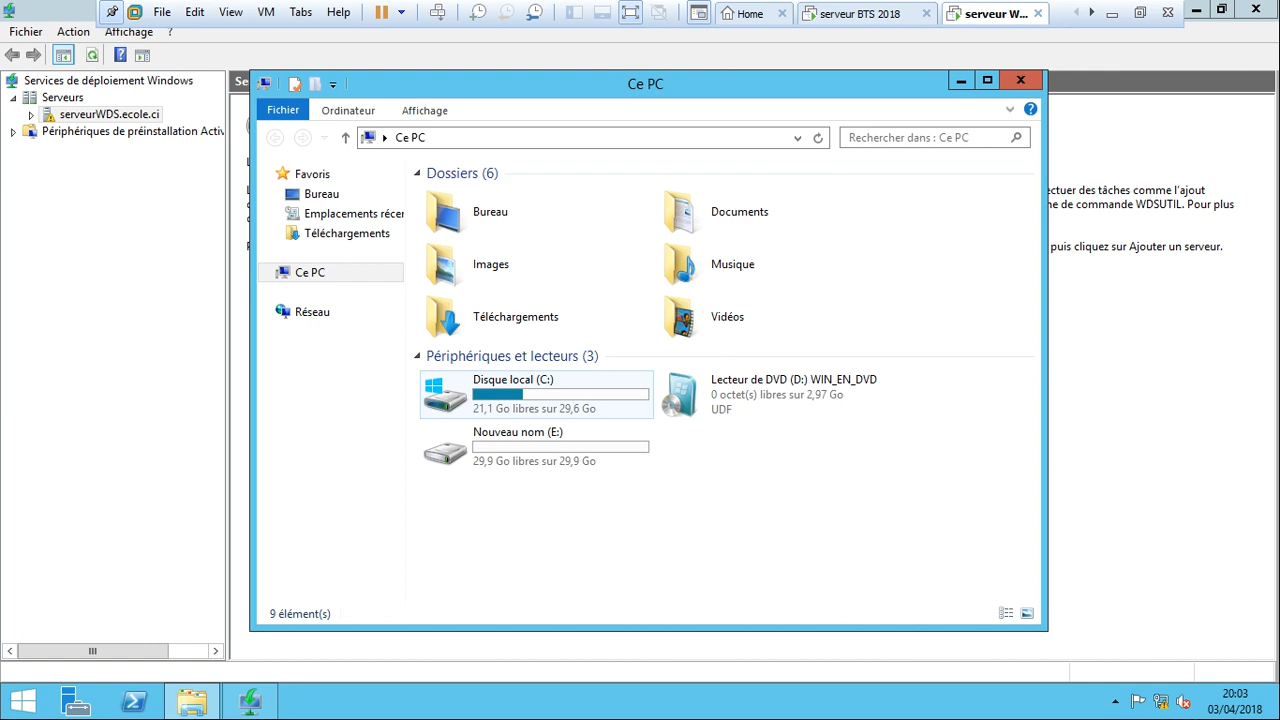 File Edit View VM Tabs Help Home serveur BTS 2018 serveur W...
Fichier Action Affichage ?
Services de déploiement Windows
Serveurs
serveurWDS.ecole.ci
Périphériques de préinstallation Activ
Se
Ce PC
Fichier Ordinateur Affichage
Ce PC
Rechercher dans : Ce PC
Favoris
Bureau
Emplacements récen
Téléchargements
Ce PC
Réseau
Dossiers (6)
Bureau
Documents
Images
Musique
Téléchargements
Vidéos
Périphériques et lecteurs (3)
Disque local (C:)
21,1 Go libres sur 29,6 Go
Lecteur de DVD (D:) WIN_EN_DVD
0 octet(s) libres sur 2,97 Go
UDF
Nouveau nom (E:)
29,9 Go libres sur 29,9 Go
9 élément(s)
ectuer des tâches comme l'ajout
ne de commande WDSUTIL. Pour plus
puis cliquez sur Ajouter un serveur.
20:03
03/04/2018